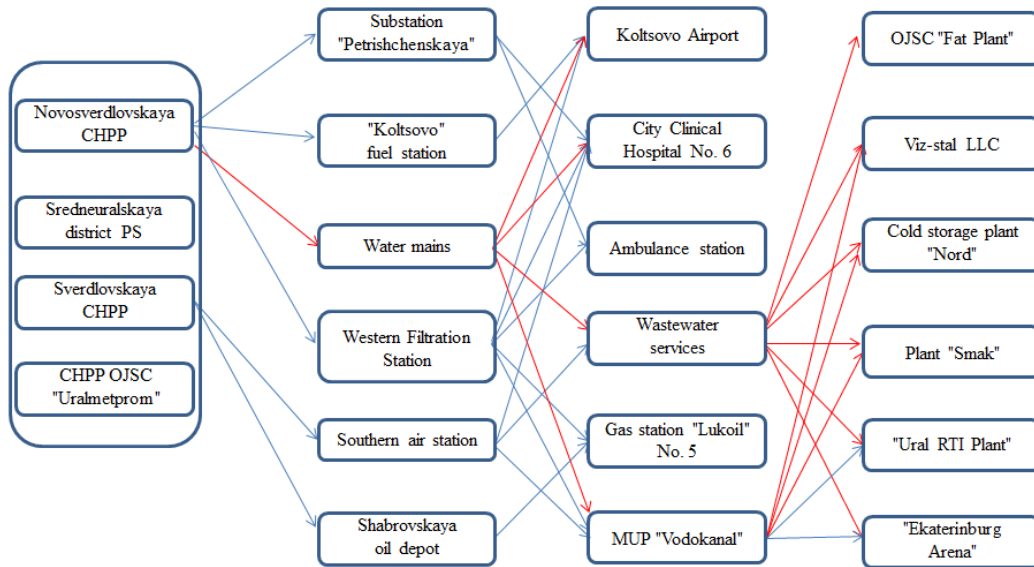 Novosverdlovskaya
CHPP
Sredneuralskaya
district PS
Sverdlovskaya
CHPP
CHPP OJSC
"Uralmetprom"
Substation
"Petrishchenskaya"
"Koltsovo"
fuel station
Water mains
Western Filtration
Station
Southern air station
Shabrovskaya
oil depot
Koltsovo Airport
City Clinical
Hospital No. 6
Ambulance station
Wastewater
services
Gas station "Lukoil"
No. 5
MUP "Vodokanal"
OJSC "Fat Plant"
Viz-stal LLC
Cold storage plant
"Nord"
Plant "Smak"
"Ural RTI Plant"
"Ekaterinburg
Arena"